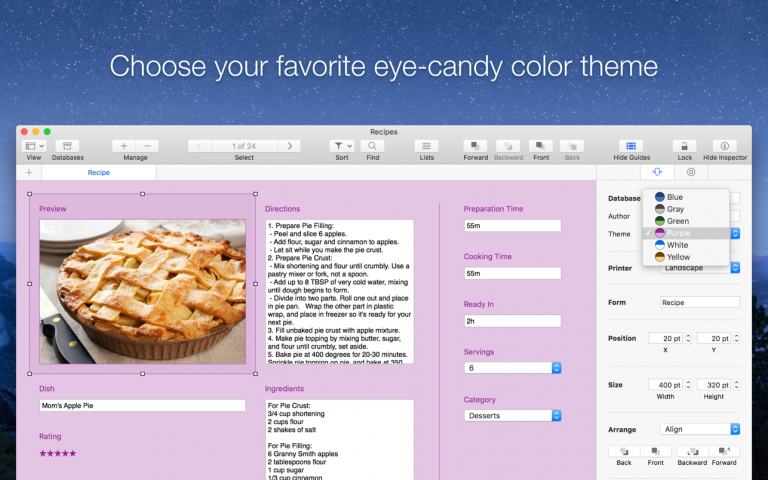 Choose your favorite eye-candy color theme
Recipes
View
Databases
Manage
1 of 24
Select
Sort
Find
Lists
Forward
Backward
Front
Back
Hide Guides
Lock
Hide Inspector
+
Recipe
Preview
Dish
Mom's Apple Pie
Rating
★★★★★
Directions
1. Prepare Pie Filling:
- Peel and slice 6 apples.
- Add flour, sugar and cinnamon to apples.
- Let sit while you make the pie crust.
2. Prepare Pie Crust:
- Mix shortening and flour until crumbly. Use a
pastry mixer or fork, not a spoon.
- Add up to 8 TBSP of very cold water, mixing
until dough begins to form.
- Divide into two parts. Roll one out and place
in pie pan. Wrap the other part in plastic
wrap, and place in freezer so it's ready for your
next pie.
3. Fill unbaked pie crust with apple mixture.
4. Make pie topping by mixing butter, sugar,
and flour until crumbly, set aside.
5. Bake pie at 400 degrees for 20-30 minutes.
Sprinkle pie topping on pie, and bake at 350
Ingredients
For Pie Crust:
3/4 cup shortening
2 cups flour
2 shakes of salt
For Pie Filling:
6 Granny Smith apples
2 tablespoons flour
1 cup sugar
1/3 cup cinnamon
Preparation Time
55m
Cooking Time
55m
Ready In
2h
Servings
6
Category
Desserts
Database
Author
Theme
Blue
Gray
Green
✓ Purple
White
Yellow
Printer
Landscape
Form
Recipe
Position
20 pt
20 pt
X
Y
Size
400 pt
320 pt
Width
Height
Arrange
Align
Back
Front
Backward
Forward